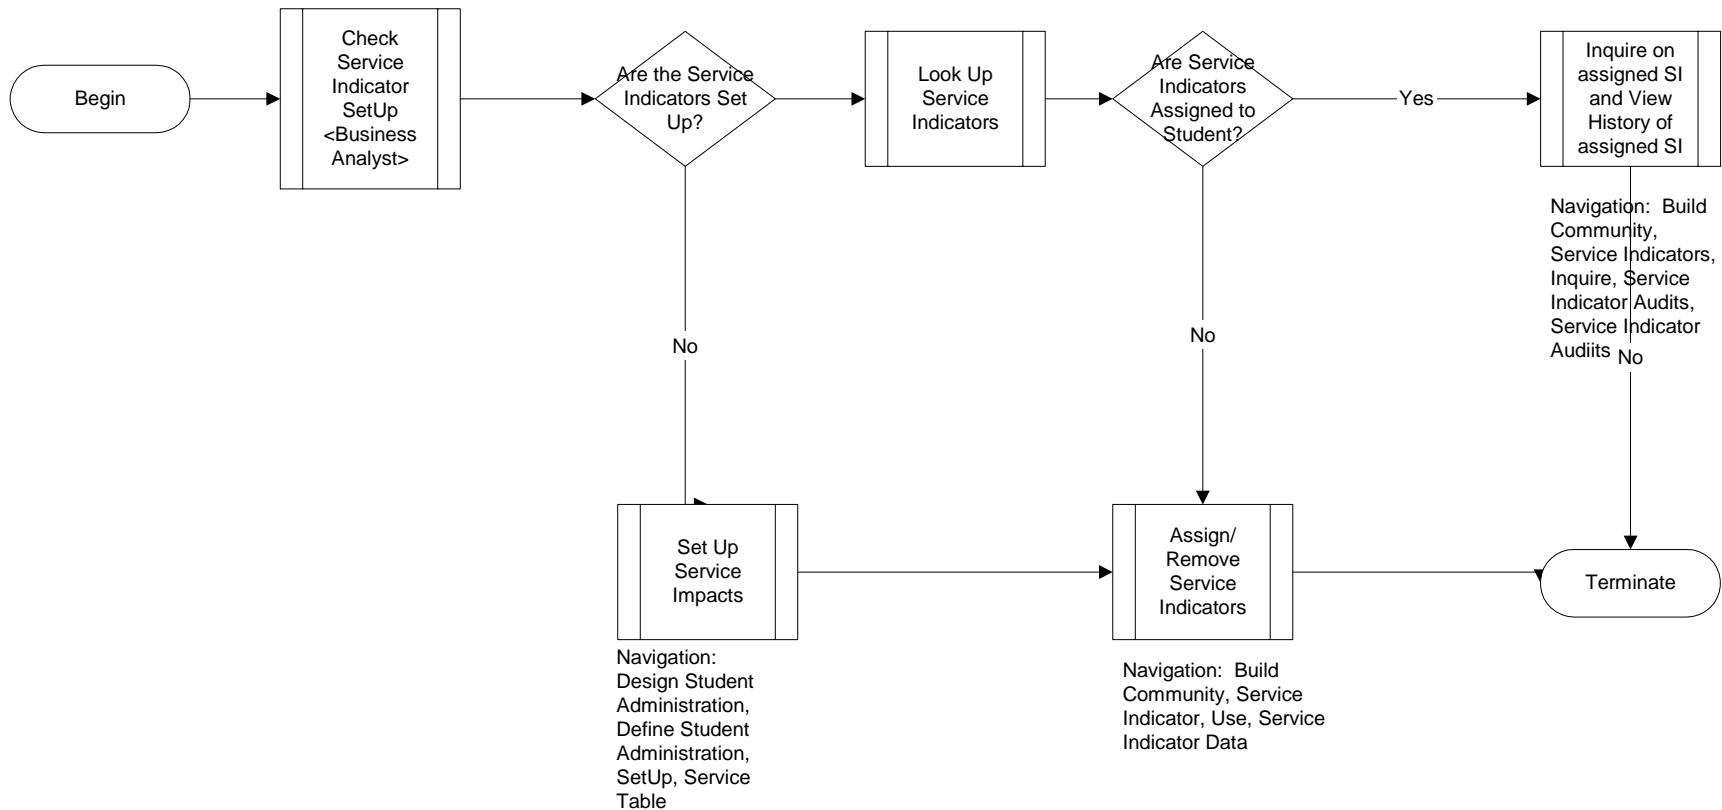 Begin
Check
Service
Indicator
SetUp
<Business
Analyst>
Are the Service
Indicators Set
Up?
Look Up
Service
Indicators
Are Service
Indicators
Assigned to
Student?
Yes
Inquire on
assigned SI
and View
History of
assigned SI
Navigation:  Build
Community,
Service Indicators,
Inquire, Service
Indicator Audits,
Service Indicator
Audiits
No
No
No
Set Up
Service
Impacts
Navigation:
Design Student
Administration,
Define Student
Administration,
SetUp, Service
Table
Assign/
Remove
Service
Indicators
Navigation:  Build
Community, Service
Indicator, Use, Service
Indicator Data
Terminate